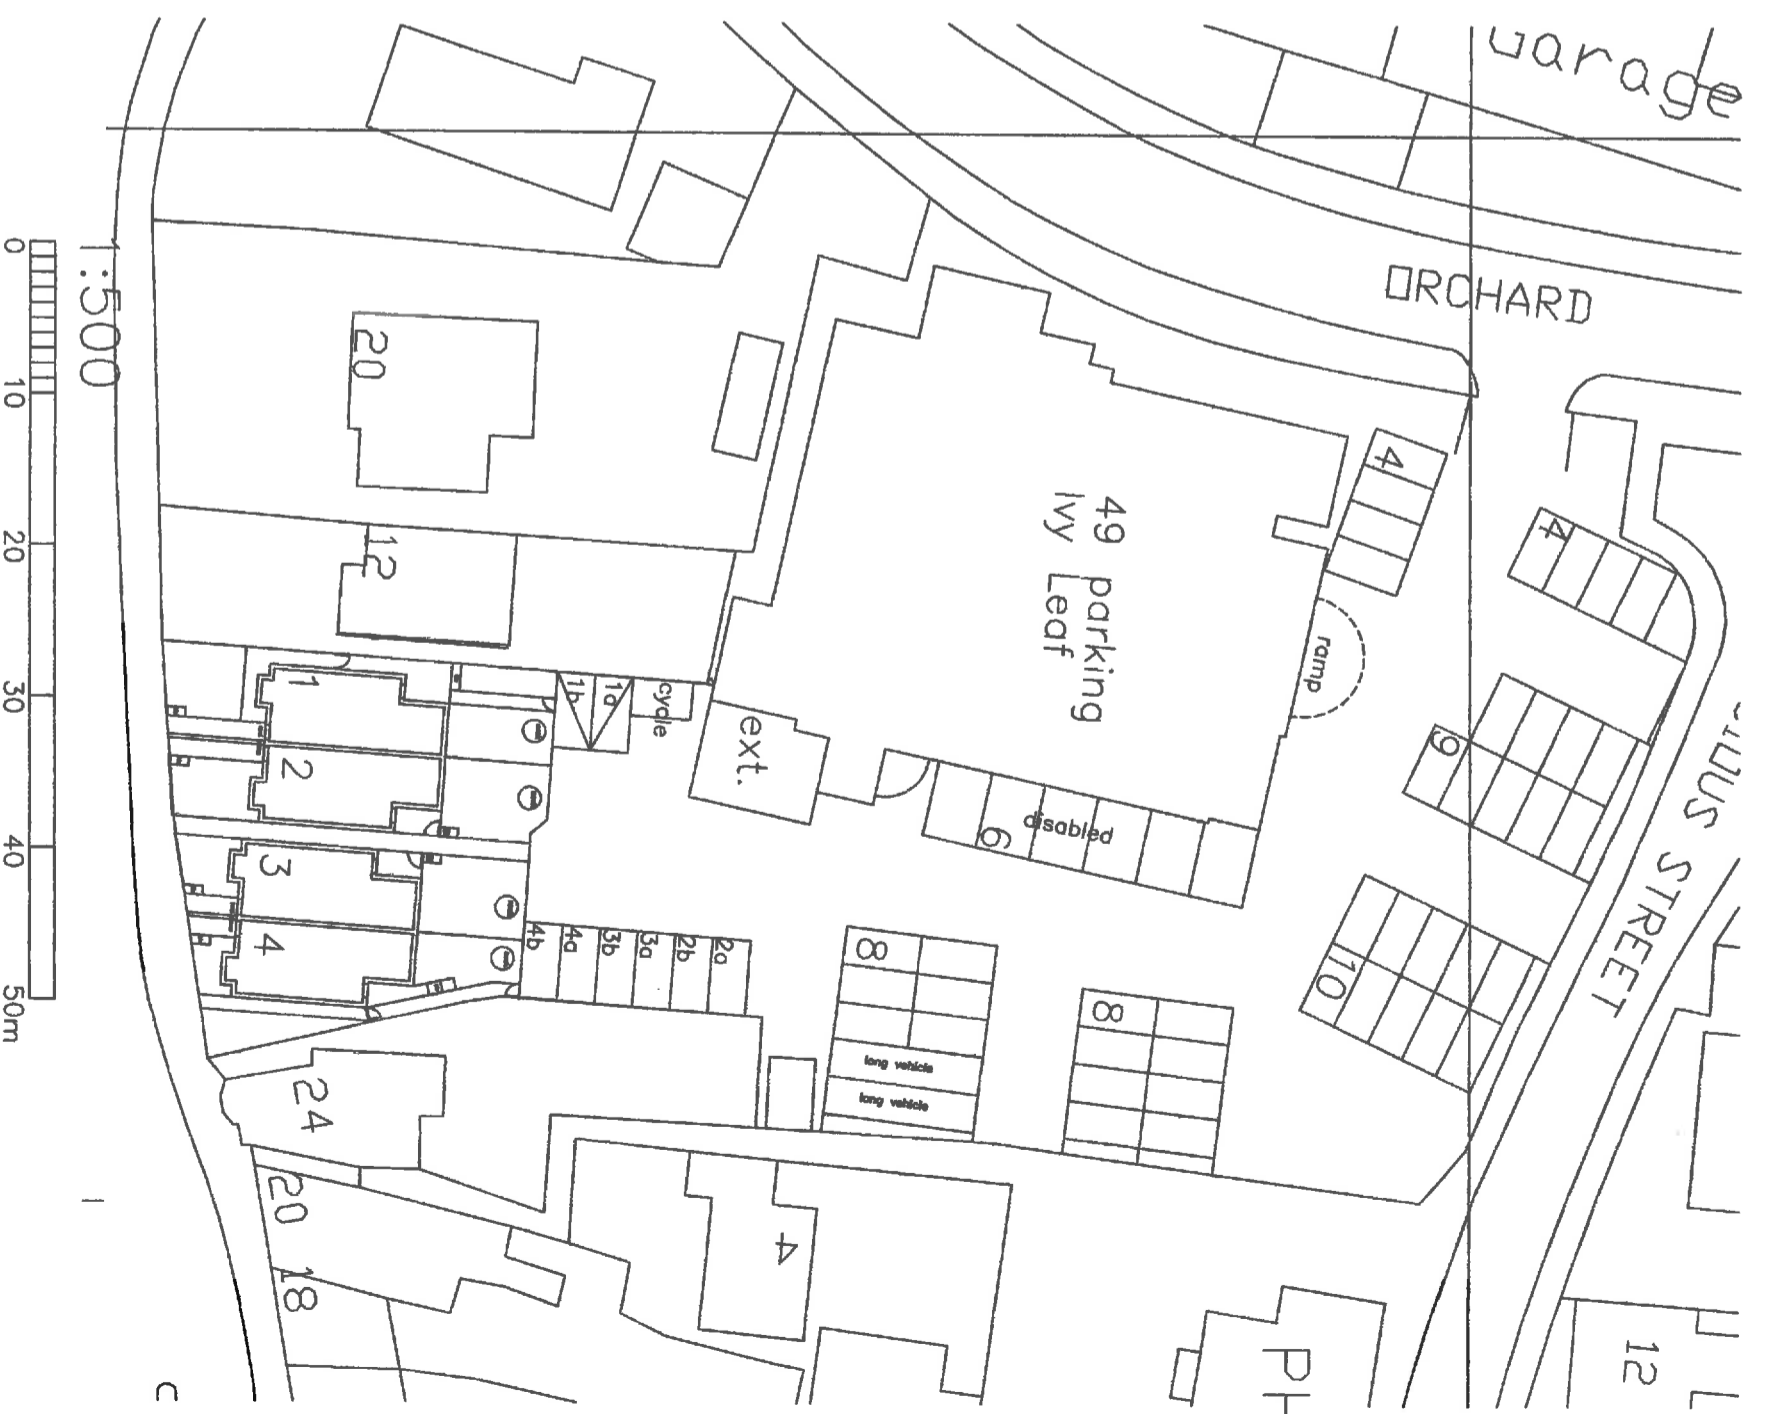 Garage
ORCHARD
STREET
4
4
9
10
49 parking
Ivy Leaf
ramp
disabled
6
ext.
cycle
1a
1b
20
12
1
2
3
4
4b
4a
3b
3a
2b
2a
8
long vehicle
long vehicle
8
24
20
18
4
PH
12
1:500
0
10
20
30
40
50m